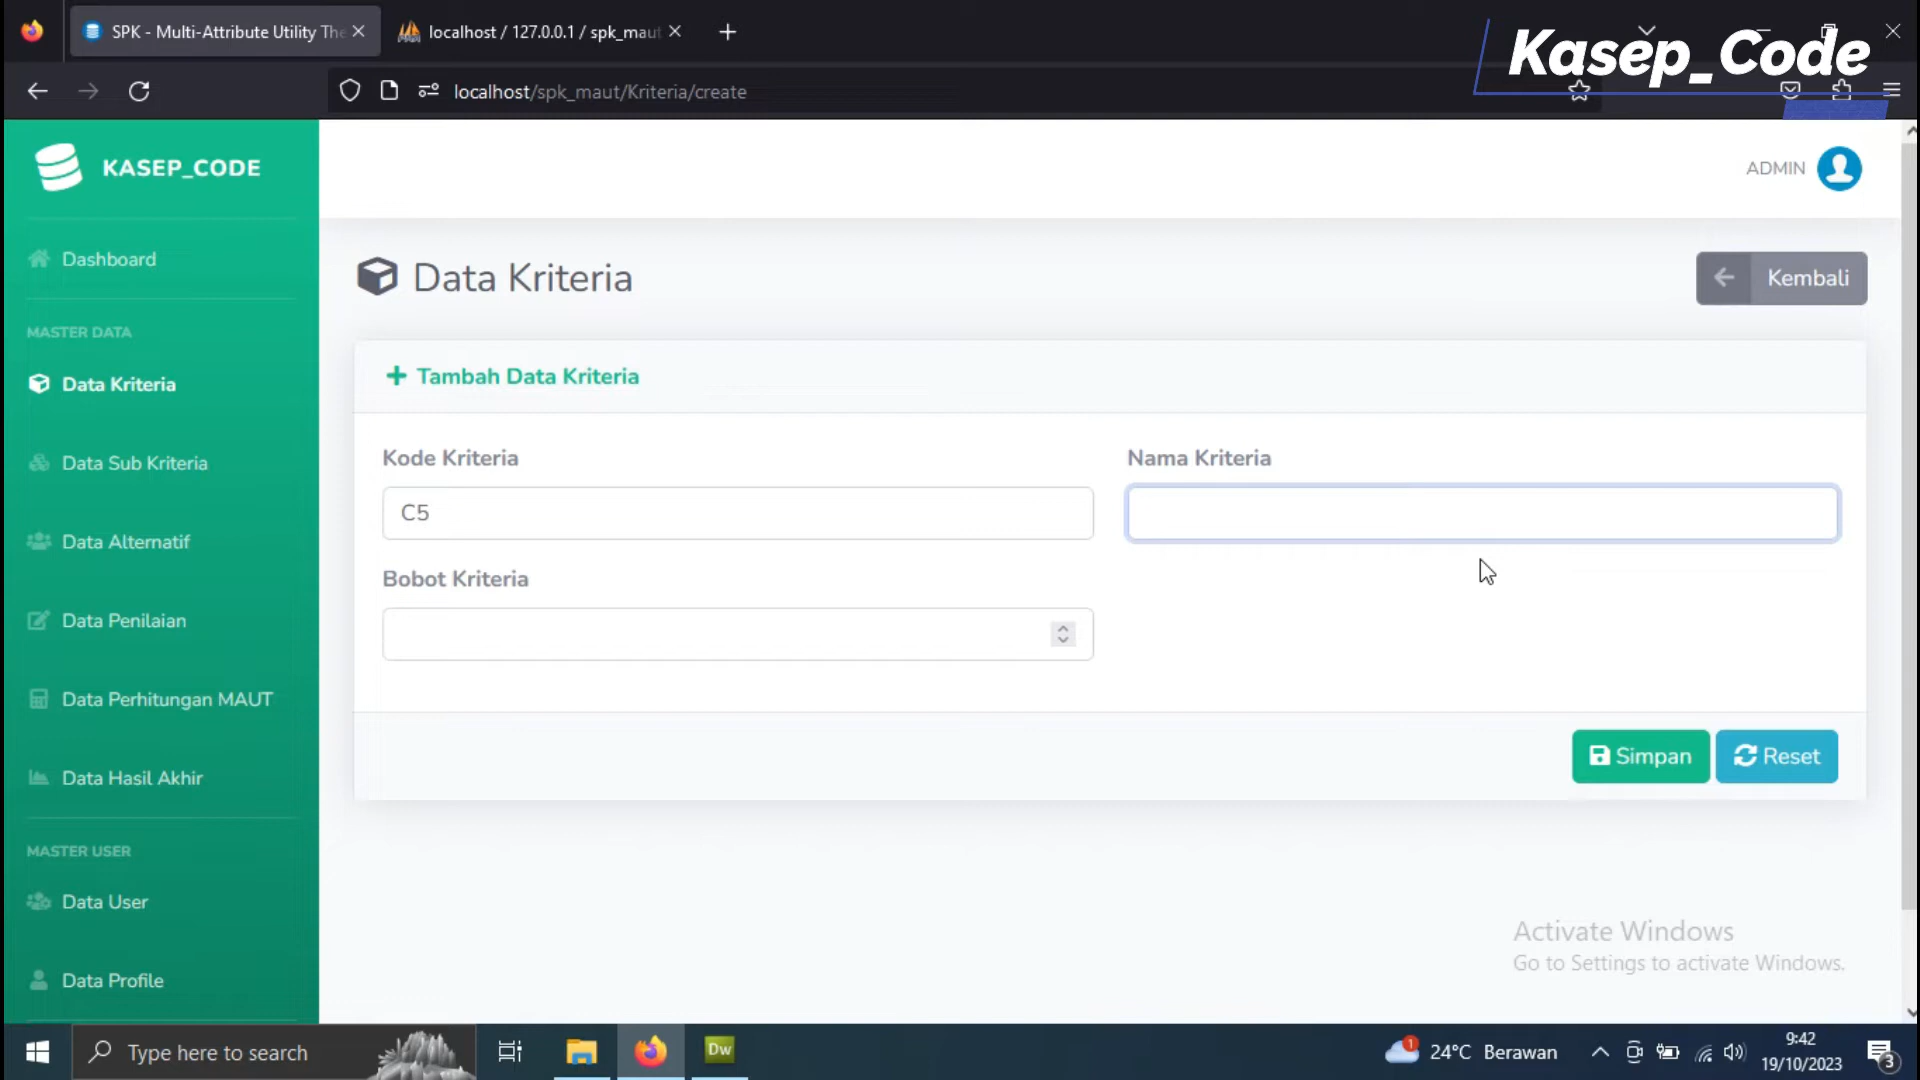 SPK - Multi-Attribute Utility The
localhost / 127.0.0.1 / spk_maut
Kasep_Code
localhost/spk_maut/Kriteria/create
KASEP_CODE
ADMIN
Dashboard
Data Kriteria
Kembali
MASTER DATA
Data Kriteria
Tambah Data Kriteria
Data Sub Kriteria
Kode Kriteria
Nama Kriteria
C5
Data Alternatif
Bobot Kriteria
Data Penilaian
Data Perhitungan MAUT
Data Hasil Akhir
Simpan
Reset
MASTER USER
Data User
Data Profile
Activate Windows
Go to Settings to activate Windows.
Type here to search
Dw
1
24°C Berawan
9:42
19/10/2023
3